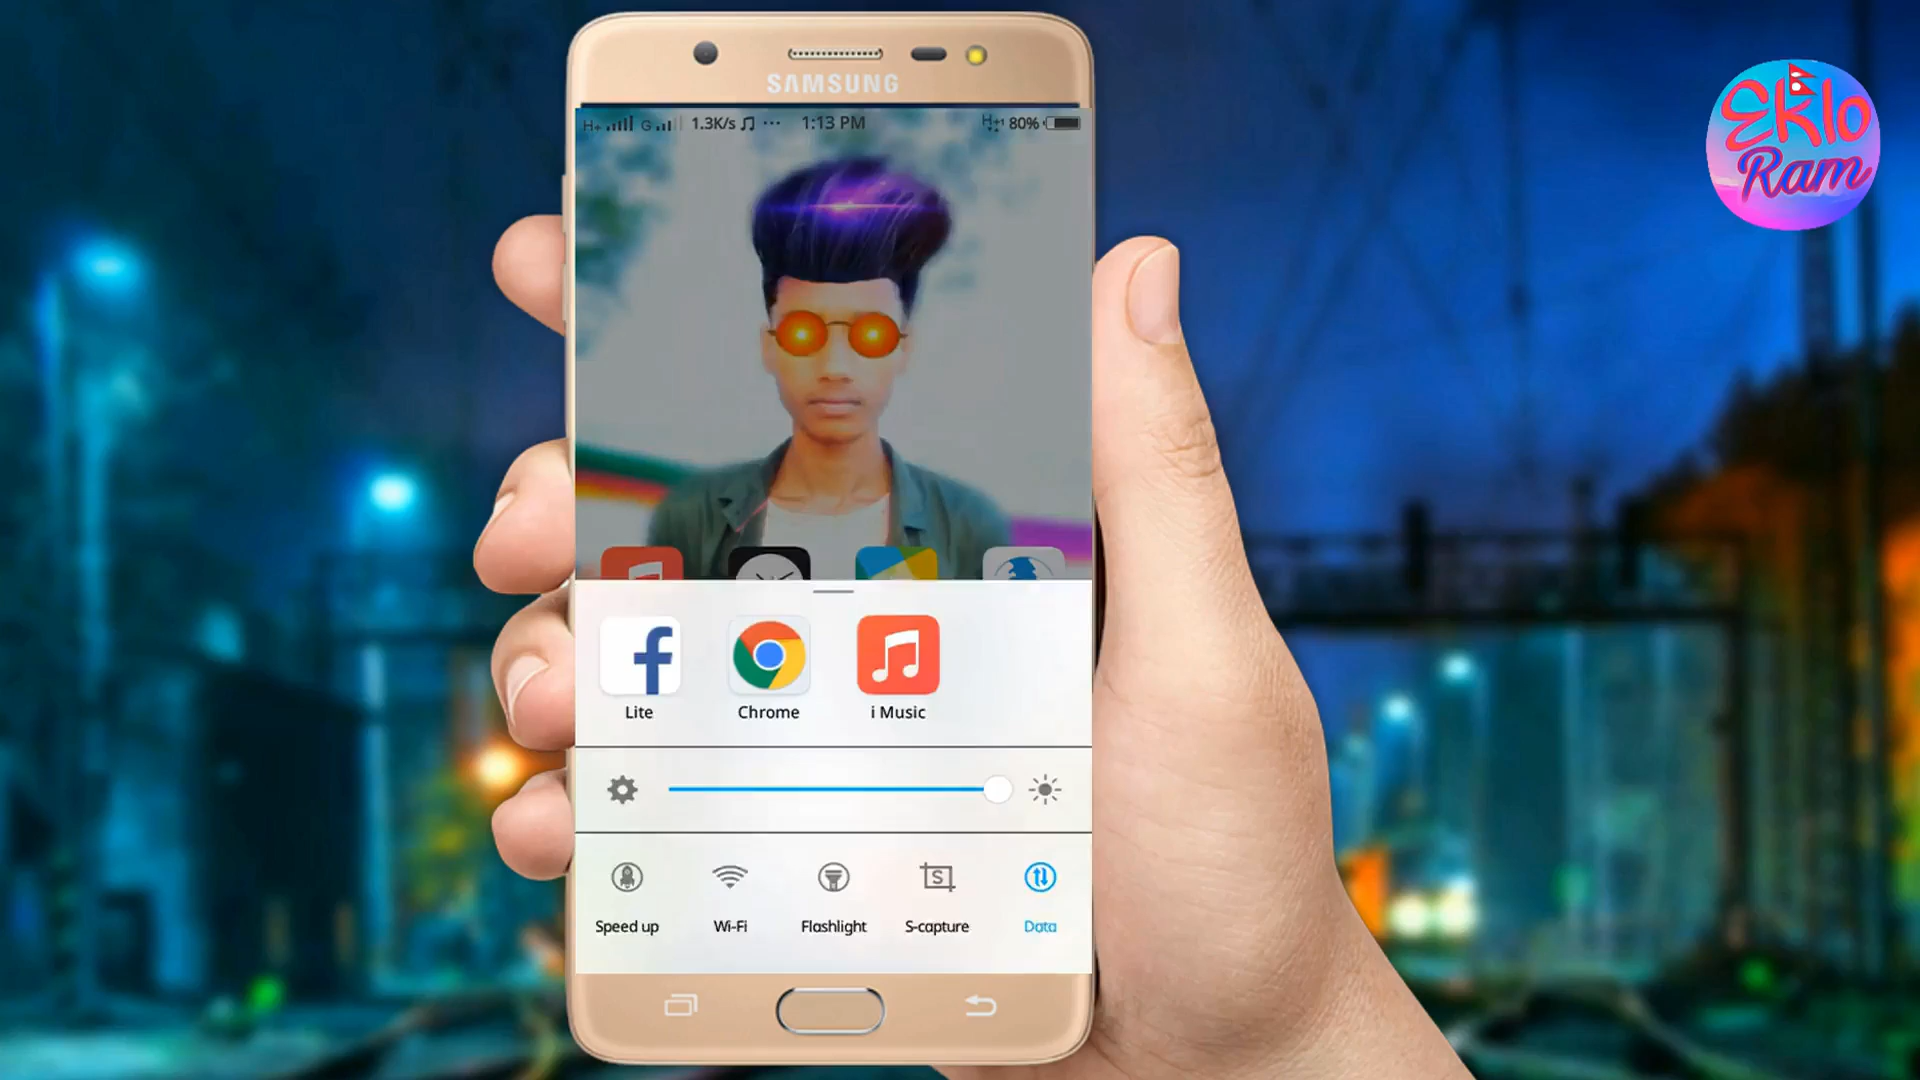 SAMSUNG
H+ G 1.3K/s ... 1:13 PM H+ 80%
Eklo
Ram
Lite
Chrome
i Music
Speed up
Wi-Fi
Flashlight
S-capture
Data